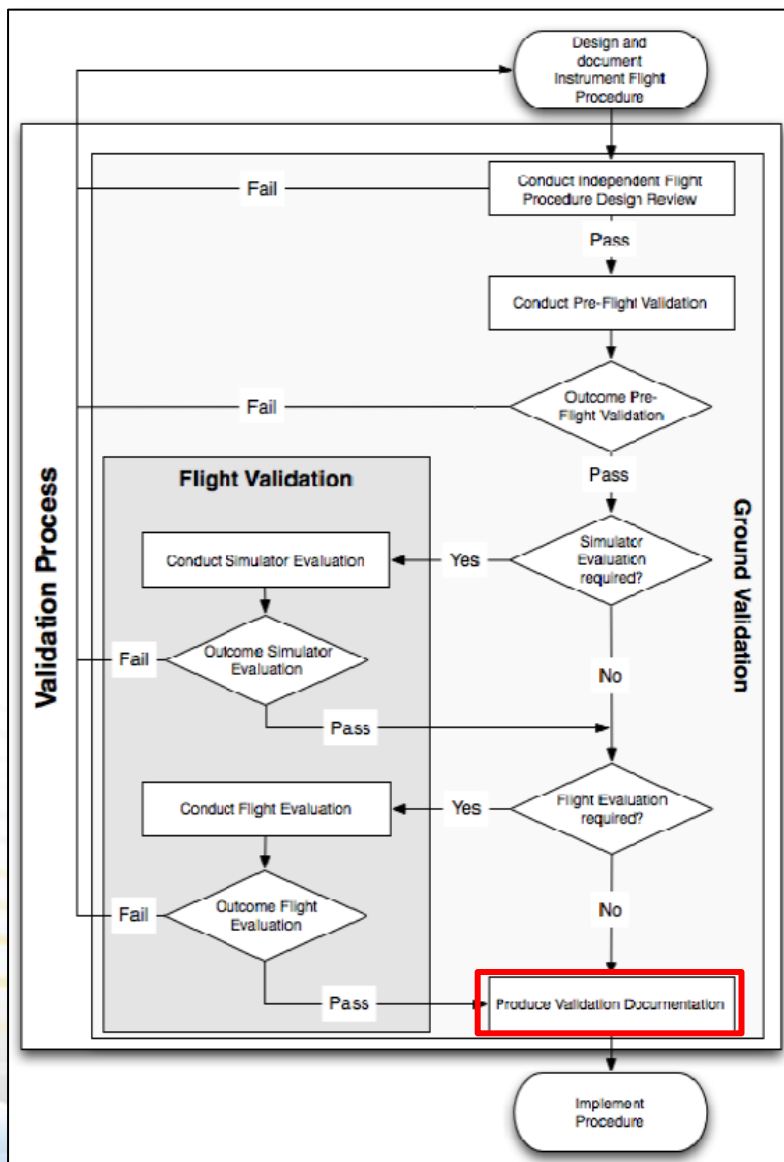 Design and
document
Instrument Flight
Procedure
Fail
Conduct Independent Flight
Procedure Design Review
Pass
Conduct Pre-Flight Validation
Fail
Outcome Pre-
Flight Validation
Pass
Validation Process
Flight Validation
Ground Validation
Conduct Simulator Evaluation
Yes
Simulator
Evaluation
required?
Fail
Outcome Simulator
Evaluation
No
Pass
Conduct Flight Evaluation
Yes
Flight Evaluation
required?
Fail
Outcome Flight
Evaluation
No
Pass
Produce Validation Documentation
Implement
Procedure